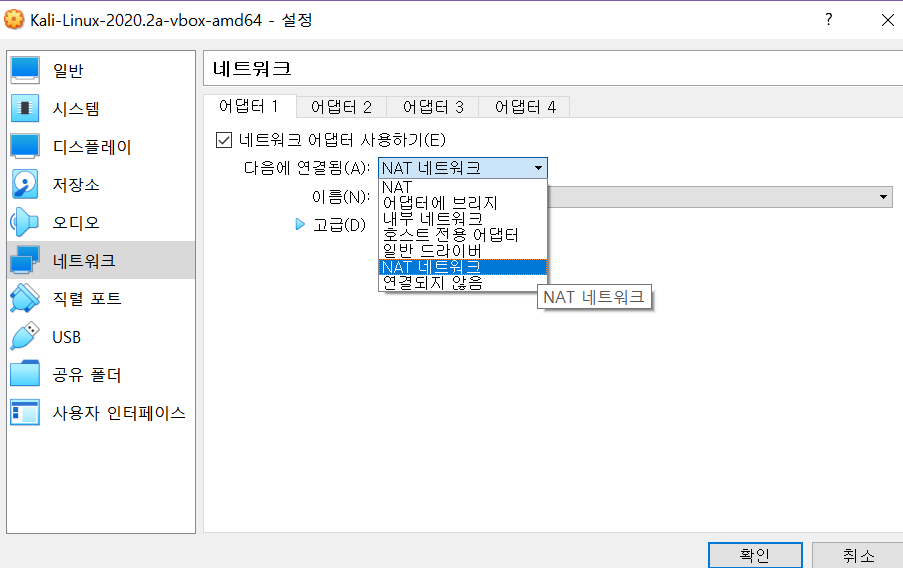 Kali-Linux-2020.2a-vbox-amd64 - 설정
?
일반
시스템
디스플레이
저장소
오디오
네트워크
직렬 포트
USB
공유 폴더
사용자 인터페이스
네트워크
어댑터 1 어댑터 2 어댑터 3 어댑터 4
네트워크 어댑터 사용하기(E)
다음에 연결됨(A): NAT 네트워크
이름(N):
고급(D)
NAT
어댑터에 브리지
내부 네트워크
호스트 전용 어댑터
일반 드라이버
NAT 네트워크
연결되지 않음
NAT 네트워크
확인 취소